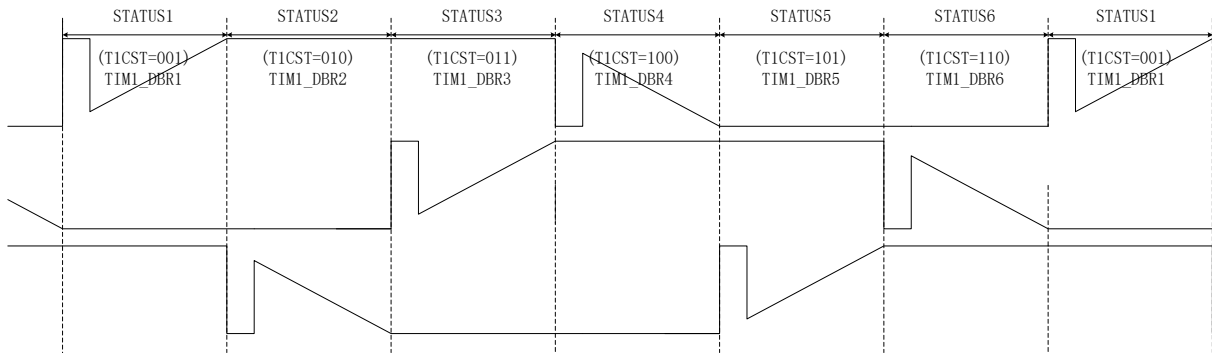 STATUS1 STATUS2 STATUS3 STATUS4 STATUS5 STATUS6 STATUS1
(T1CST=001) (T1CST=010) (T1CST=011) (T1CST=100) (T1CST=101) (T1CST=110) (T1CST=001)
TIM1_DBR1 TIM1_DBR2 TIM1_DBR3 TIM1_DBR4 TIM1_DBR5 TIM1_DBR6 TIM1_DBR1